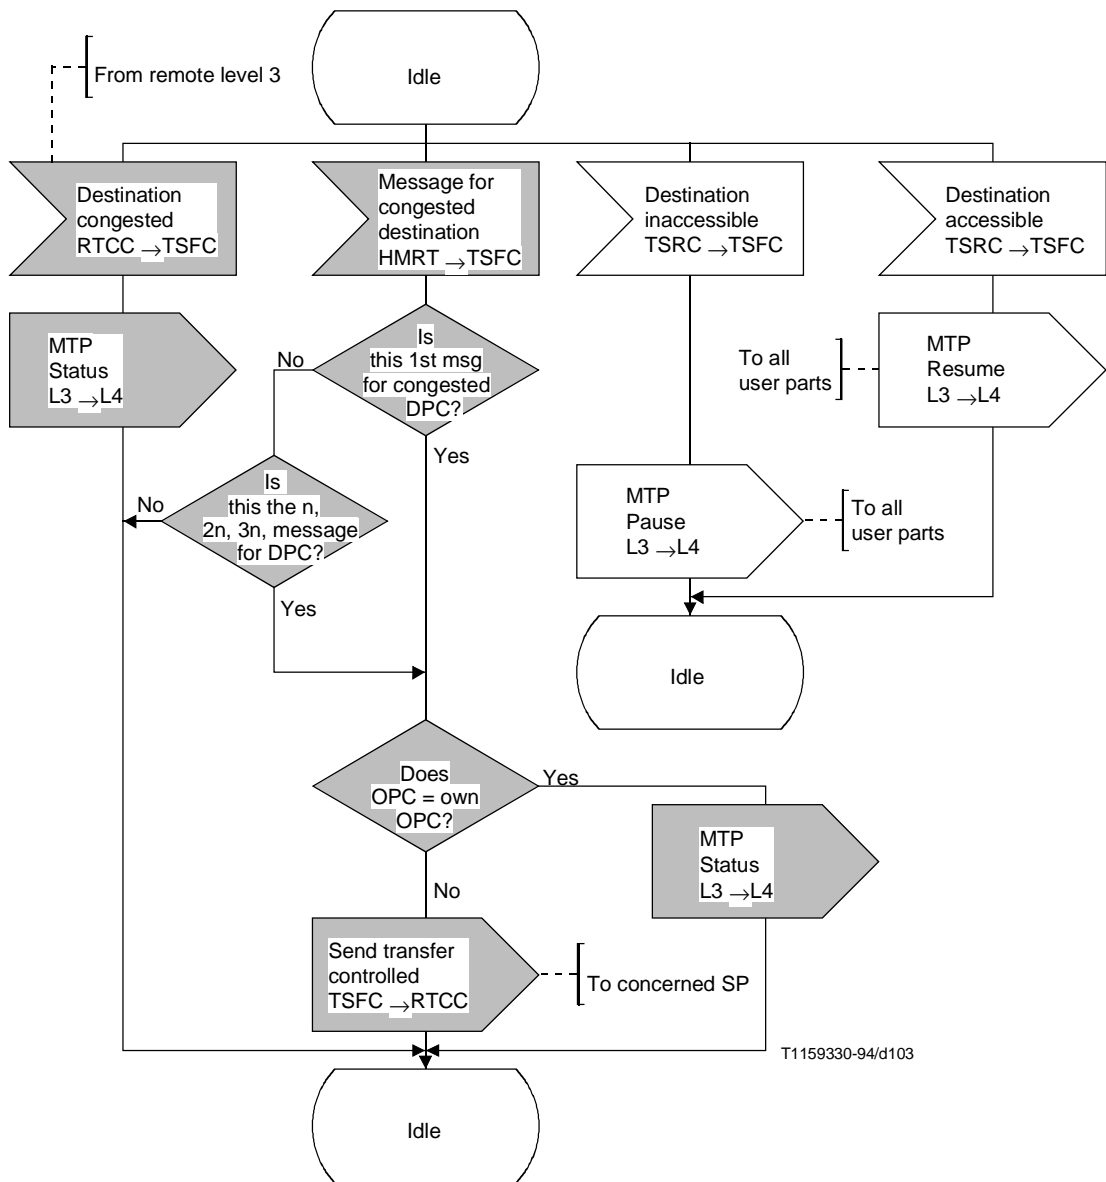 From remote level 3
Idle
Destination
congested
RTCC → TSFC
Message for
congested
destination
HMRT → TSFC
Destination
inaccessible
TSRC → TSFC
Destination
accessible
TSRC → TSFC
MTP
Status
L3 → L4
No
Is
this 1st msg
for congested
DPC?
Yes
To all
user parts
MTP
Resume
L3 → L4
No
Is
this the n,
2n, 3n, message
for DPC?
Yes
MTP
Pause
L3 → L4
To all
user parts
Idle
Does
OPC = own
OPC?
Yes
MTP
Status
L3 → L4
No
Send transfer
controlled
TSFC → RTCC
To concerned SP
T1159330-94/d103
Idle